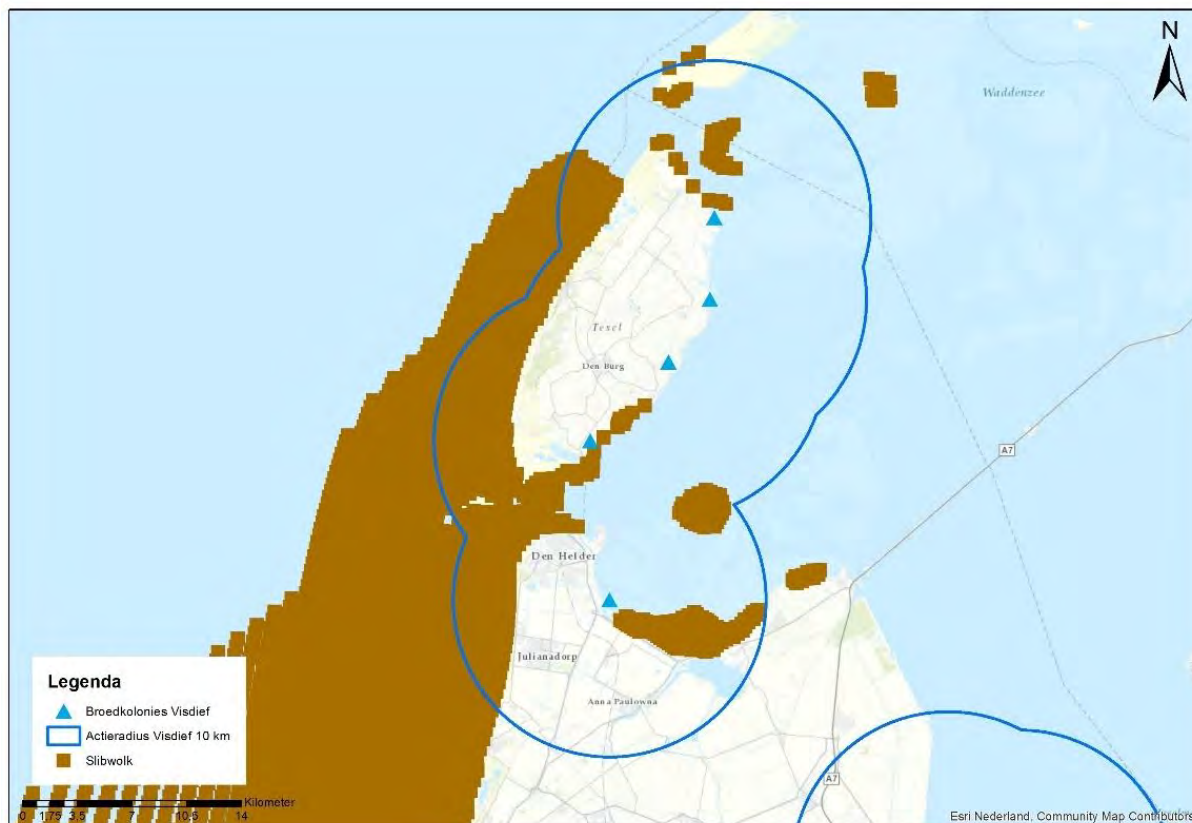 N
Waddenzee
Texel
Den Burg
A7
Den Helder
Julianadorp
Anna Paulowna
A7
Legenda
Broedkolonies Visdief
Actieradius Visdief 10 km
Slibwolk
Kilometer
0 1,75 3,5 7 10,5 14
Esri Nederland, Community Map Contributors